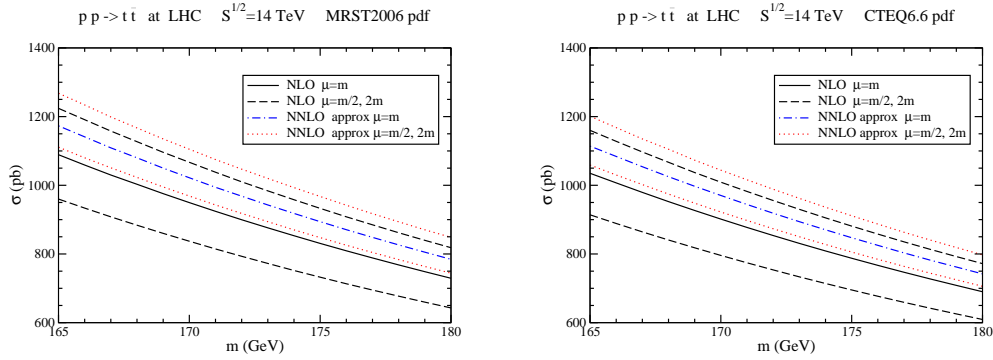 p p -> t t̄ at LHC S^1/2=14 TeV MRST2006 pdf
1400
1200
1000
800
600
σ (pb)
NLO μ=m
NLO μ=m/2, 2m
NNLO approx μ=m
NNLO approx μ=m/2, 2m
165
170
175
180
m (GeV)
p p -> t t̄ at LHC S^1/2=14 TeV CTEQ6.6 pdf
1400
1200
1000
800
600
σ (pb)
NLO μ=m
NLO μ=m/2, 2m
NNLO approx μ=m
NNLO approx μ=m/2, 2m
165
170
175
180
m (GeV)